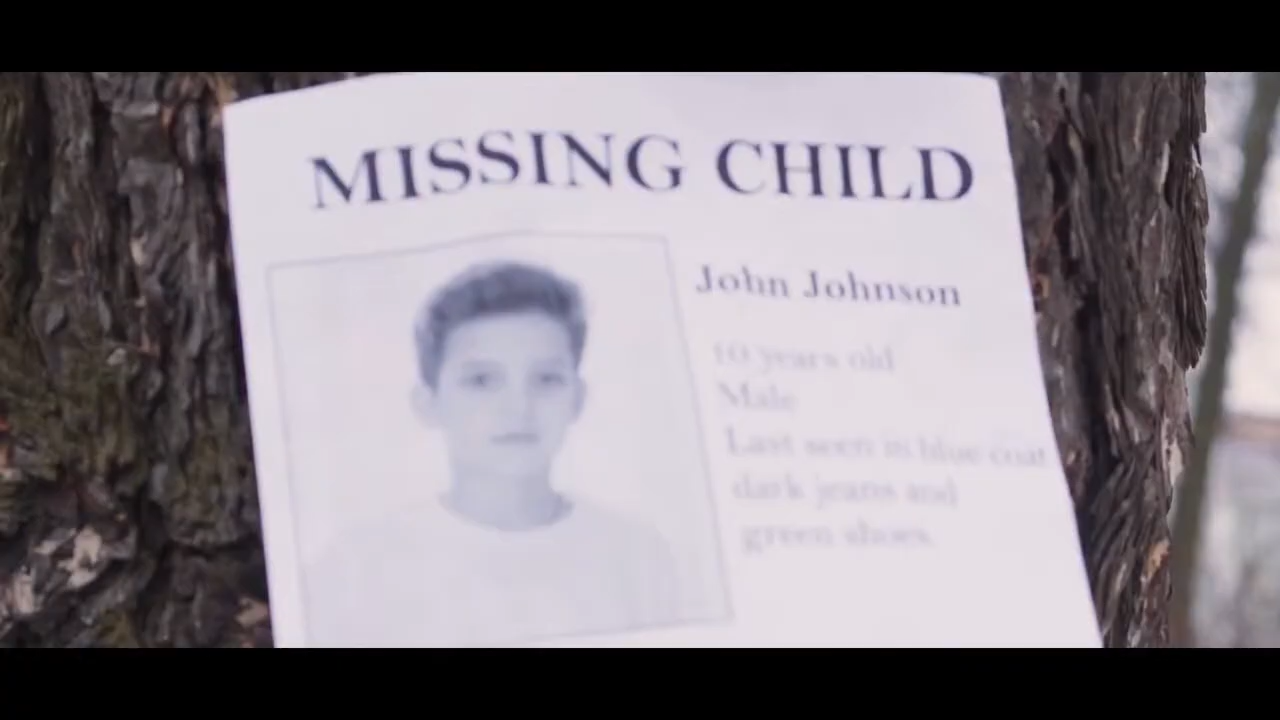 MISSING CHILD
John Johnson
10 years old
Male
Last seen in blue coat
dark jeans and
green shoes